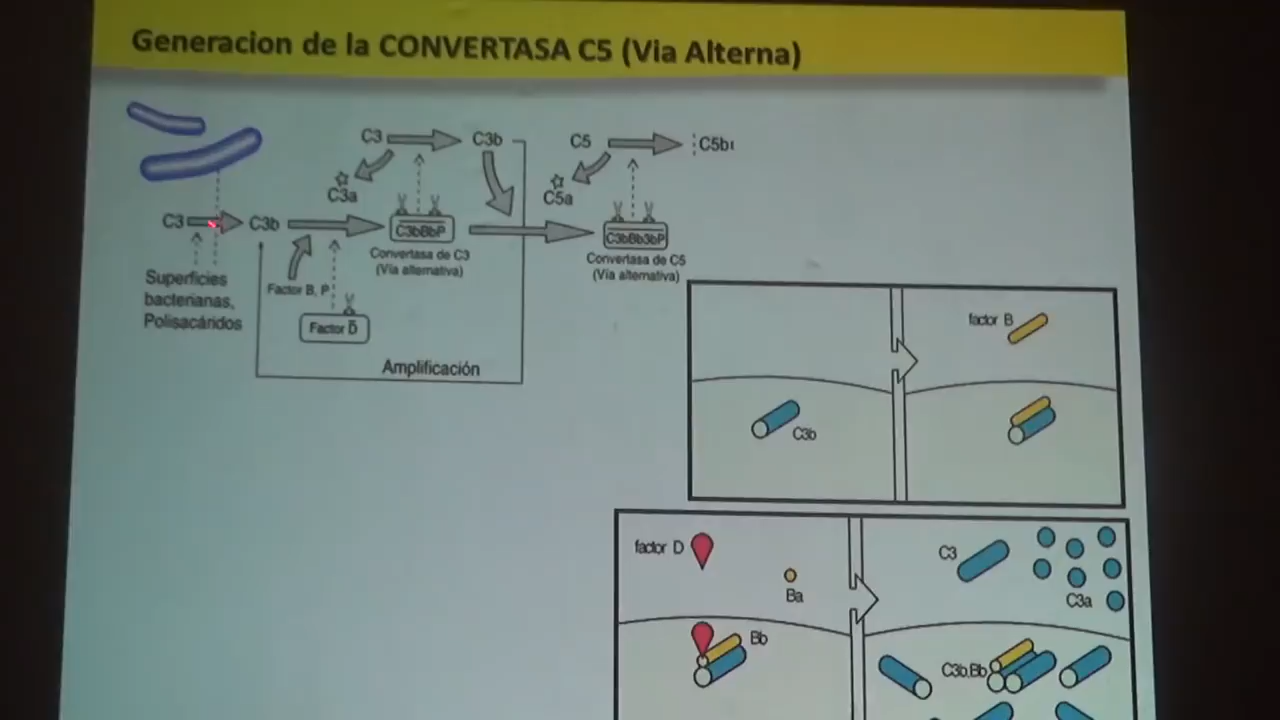 Generacion de la CONVERTASA C5 (Via Alterna)
C3
C3b
C5
C5b
C3a
C5a
C3
C3b
C3bBbP
C3bBb3bP
Convertasa de C3
(Vía alternativa)
Convertasa de C5
(Vía alternativa)
Superficies
bacterianas,
Polisacáridos
Factor B, P
Factor D̅
Amplificación
factor B
C3b
factor D
Ba
Bb
C3
C3a
C3b,Bb